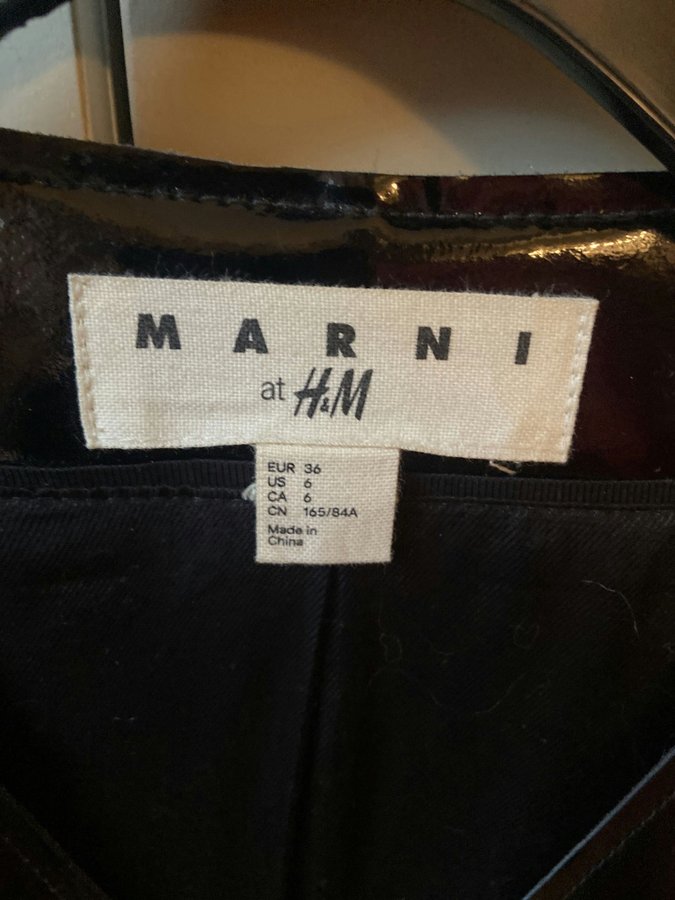 MARNI
at H&M
EUR 36
US 6
CA 6
CN 165/84A
Made in
China